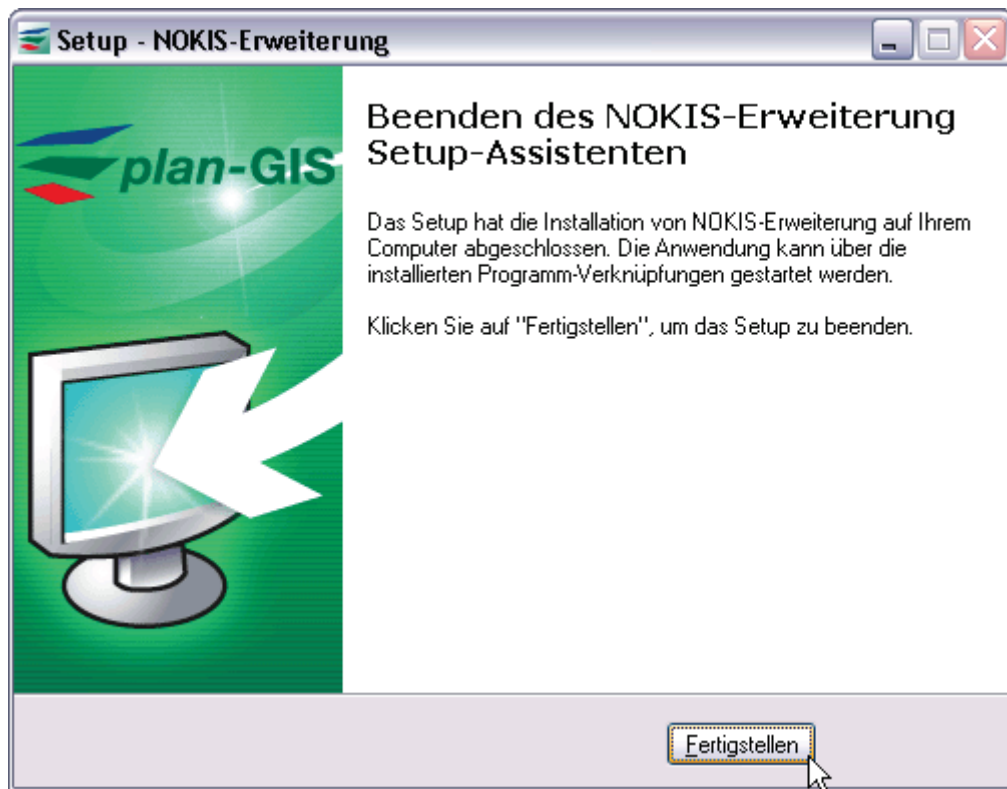 Setup - NOKIS-Erweiterung
plan-GIS
Beenden des NOKIS-Erweiterung
Setup-Assistenten
Das Setup hat die Installation von NOKIS-Erweiterung auf Ihrem
Computer abgeschlossen. Die Anwendung kann über die
installierten Programm-Verknüpfungen gestartet werden.
Klicken Sie auf "Fertigstellen", um das Setup zu beenden.
Fertigstellen